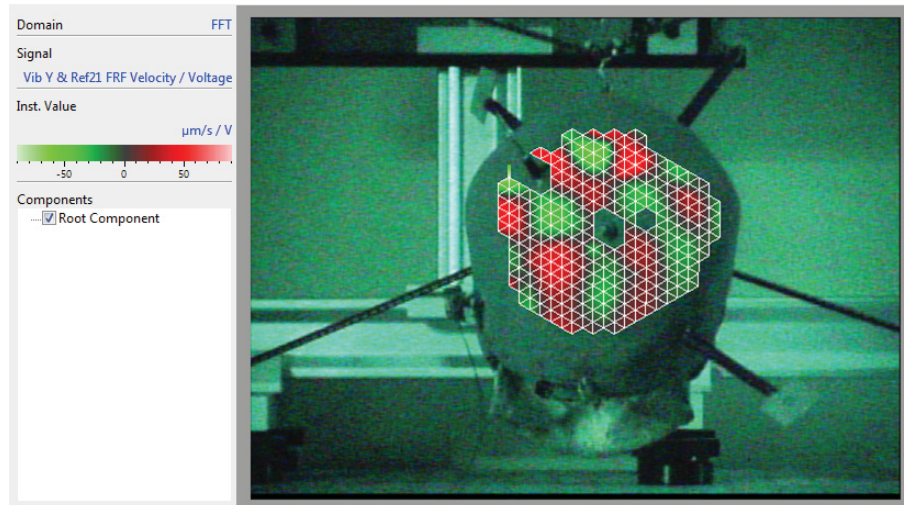 Domain FFT
Signal
Vib Y & Ref21 FRF Velocity / Voltage
Inst. Value
µm/s / V
-50 0 50
Components
Root Component